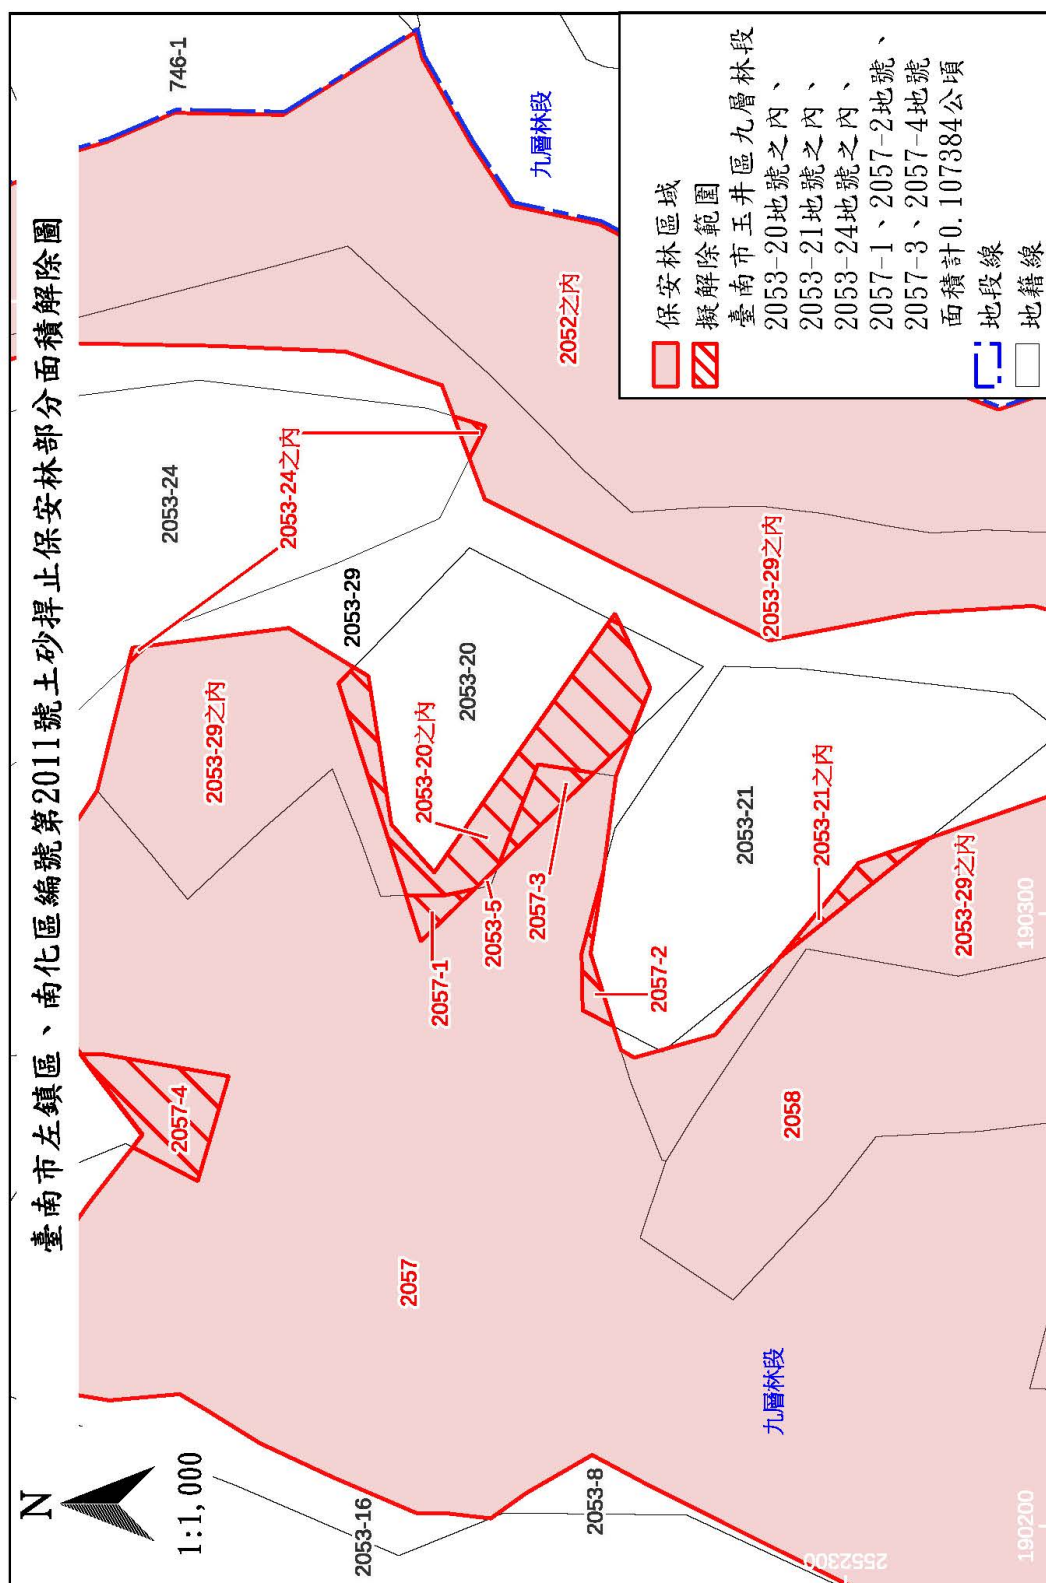 臺南市左鎮區、南化區編號第2011號土砂捍止保安林部分面積解除圖
N
1:1,000
746-1
九層林段
2052之內
2053-24
2053-24之內
2053-29
2053-29之內
2053-20
2053-20之內
2053-29之內
2053-21
2053-21之內
2053-29之內
2057-1
2053-5
2057-3
2057-2
2057-4
2057
2058
九層林段
2053-16
2053-8
190300
190200
2552300
保安林區域
擬解除範圍
臺南市玉井區九層林段
2053-20地號之內、
2053-21地號之內、
2053-24地號之內、
2057-1、2057-2地號、
2057-3、2057-4地號
面積計0.107384公頃
地段線
地籍線